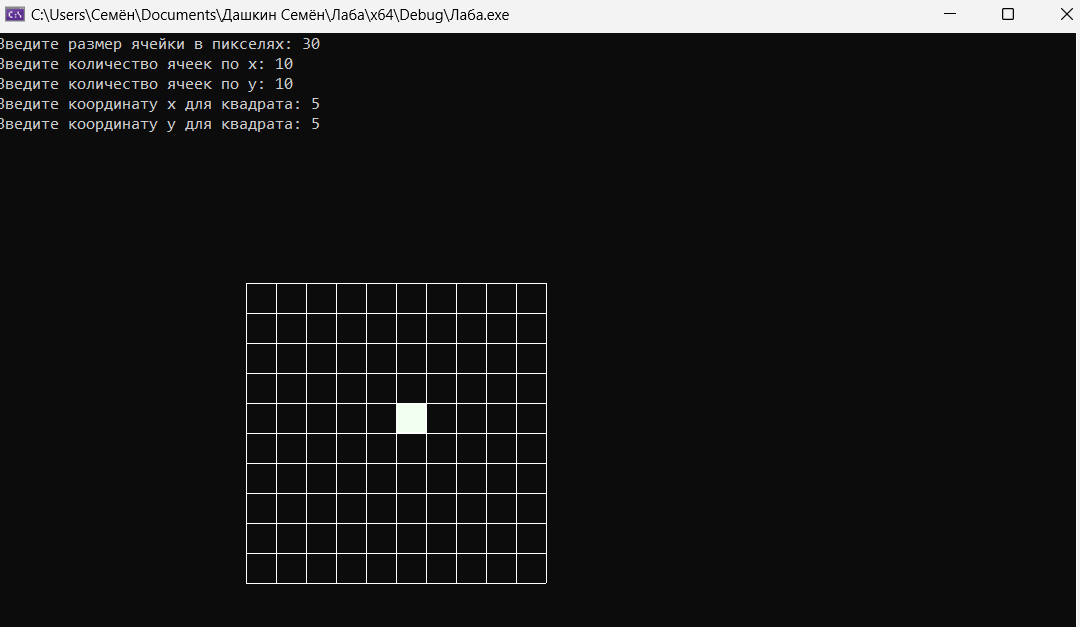 C:\Users\Семён\Documents\Дашкин Семён\Лаба\x64\Debug\Лаба.exe
Введите размер ячейки в пикселях: 30
Введите количество ячеек по x: 10
Введите количество ячеек по y: 10
Введите координату x для квадрата: 5
Введите координату y для квадрата: 5